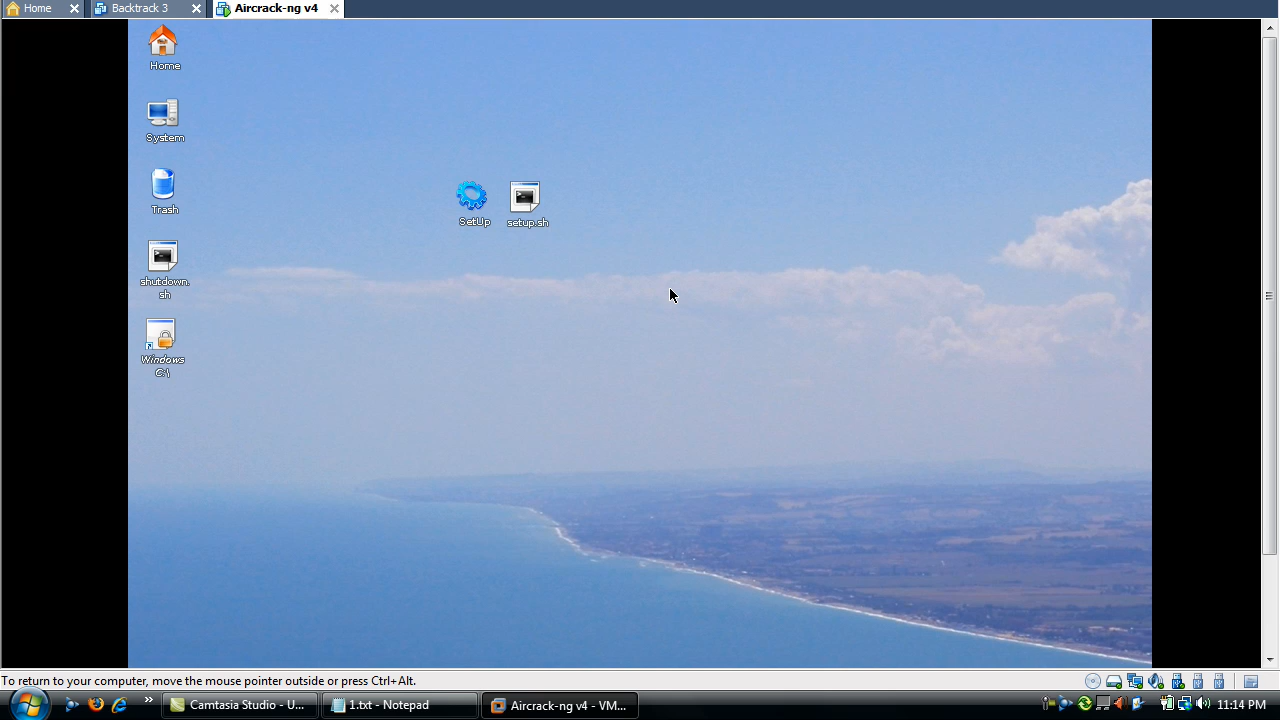 Home
Backtrack 3
Aircrack-ng v4
Home
System
Trash
SetUp
setup.sh
shutdown.
sh
Windows
C:\
To return to your computer, move the mouse pointer outside or press Ctrl+Alt.
Camtasia Studio - U...
1.txt - Notepad
Aircrack-ng v4 - VM...
11:14 PM